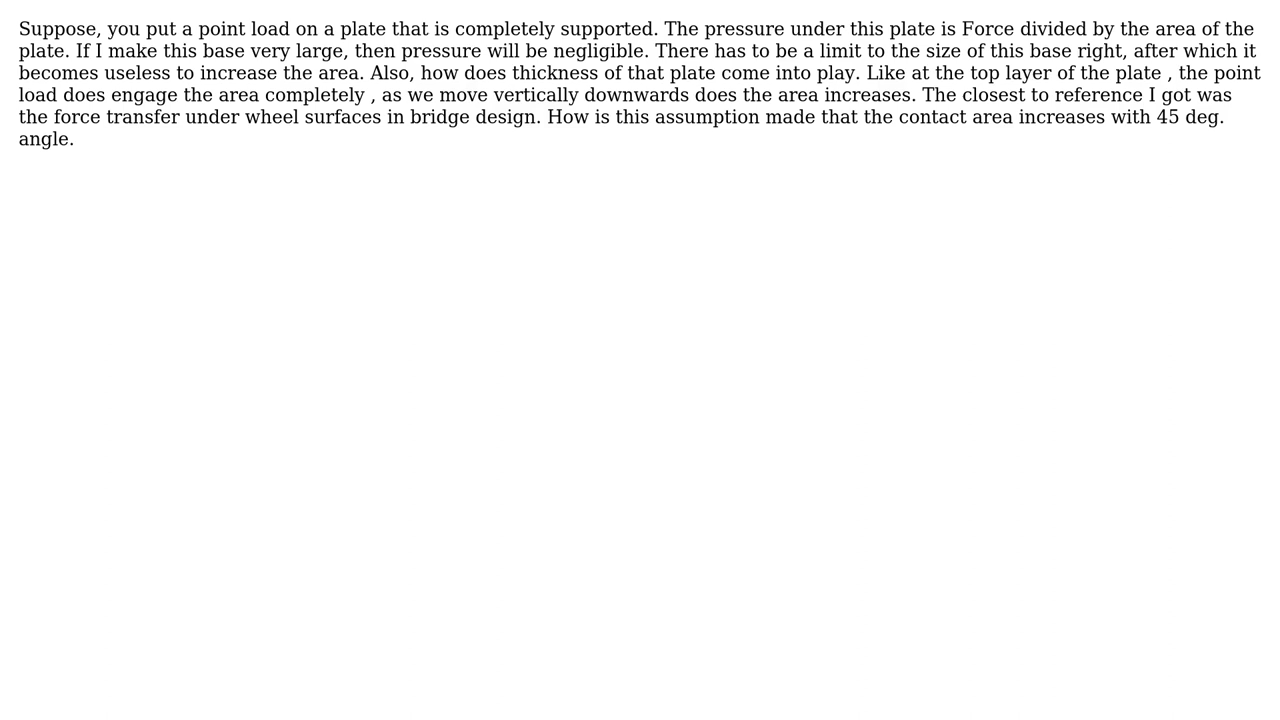 Suppose, you put a point load on a plate that is completely supported. The pressure under this plate is Force divided by the area of the
plate. If I make this base very large, then pressure will be negligible. There has to be a limit to the size of this base right, after which it
becomes useless to increase the area. Also, how does thickness of that plate come into play. Like at the top layer of the plate , the point
load does engage the area completely , as we move vertically downwards does the area increases. The closest to reference I got was
the force transfer under wheel surfaces in bridge design. How is this assumption made that the contact area increases with 45 deg.
angle.